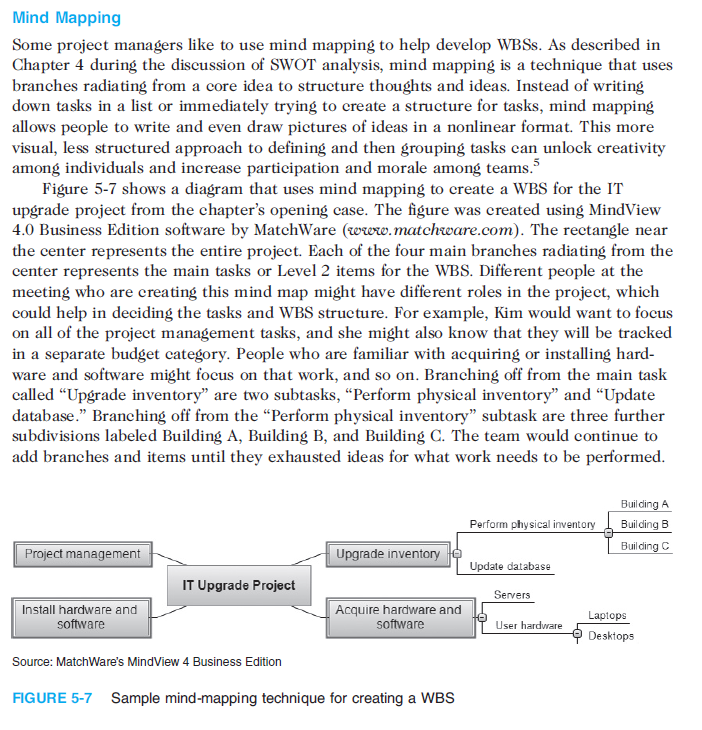 Mind Mapping
Some project managers like to use mind mapping to help develop WBSs. As described in
Chapter 4 during the discussion of SWOT analysis, mind mapping is a technique that uses
branches radiating from a core idea to structure thoughts and ideas. Instead of writing
down tasks in a list or immediately trying to create a structure for tasks, mind mapping
allows people to write and even draw pictures of ideas in a nonlinear format. This more
visual, less structured approach to defining and then grouping tasks can unlock creativity
among individuals and increase participation and morale among teams.5
Figure 5-7 shows a diagram that uses mind mapping to create a WBS for the IT
upgrade project from the chapter's opening case. The figure was created using MindView
4.0 Business Edition software by MatchWare (www.matchware.com). The rectangle near
the center represents the entire project. Each of the four main branches radiating from the
center represents the main tasks or Level 2 items for the WBS. Different people at the
meeting who are creating this mind map might have different roles in the project, which
could help in deciding the tasks and WBS structure. For example, Kim would want to focus
on all of the project management tasks, and she might also know that they will be tracked
in a separate budget category. People who are familiar with acquiring or installing hard-
ware and software might focus on that work, and so on. Branching off from the main task
called “Upgrade inventory” are two subtasks, “Perform physical inventory” and “Update
database.” Branching off from the “Perform physical inventory” subtask are three further
subdivisions labeled Building A, Building B, and Building C. The team would continue to
add branches and items until they exhausted ideas for what work needs to be performed.
Project management
Install hardware and
software
IT Upgrade Project
Upgrade inventory
Perform physical inventory
Building A
Building B
Building C
Update database
Acquire hardware and
software
Servers
User hardware
Laptops
Desktops
Source: MatchWare's MindView 4 Business Edition
FIGURE 5-7 Sample mind-mapping technique for creating a WBS